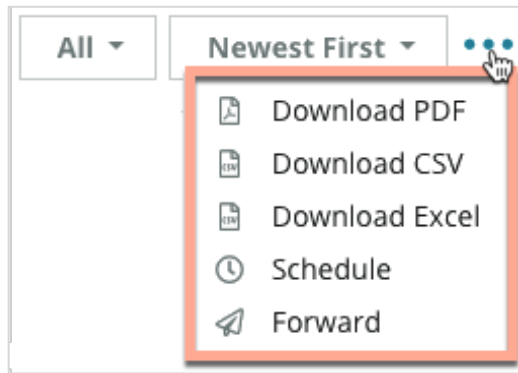 All
Newest First
Download PDF
Download CSV
Download Excel
Schedule
Forward